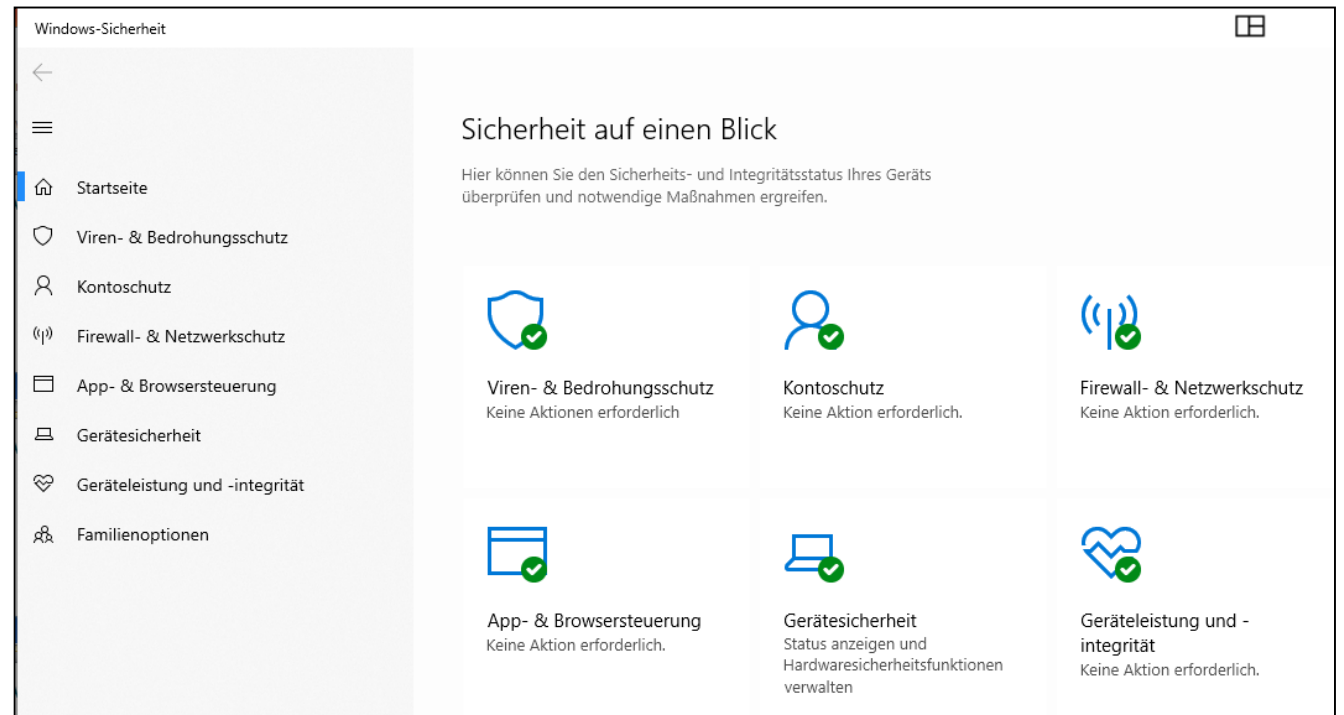 Windows-Sicherheit
Startseite
Viren- & Bedrohungsschutz
Kontoschutz
Firewall- & Netzwerkschutz
App- & Browsersteuerung
Gerätesicherheit
Geräteleistung und -integrität
Familienoptionen
Sicherheit auf einen Blick
Hier können Sie den Sicherheits- und Integritätsstatus Ihres Geräts
überprüfen und notwendige Maßnahmen ergreifen.
Viren- & Bedrohungsschutz
Keine Aktionen erforderlich
Kontoschutz
Keine Aktion erforderlich.
Firewall- & Netzwerkschutz
Keine Aktion erforderlich.
App- & Browsersteuerung
Keine Aktion erforderlich.
Gerätesicherheit
Status anzeigen und
Hardwaresicherheitsfunktionen
verwalten
Geräteleistung und -
integrität
Keine Aktion erforderlich.